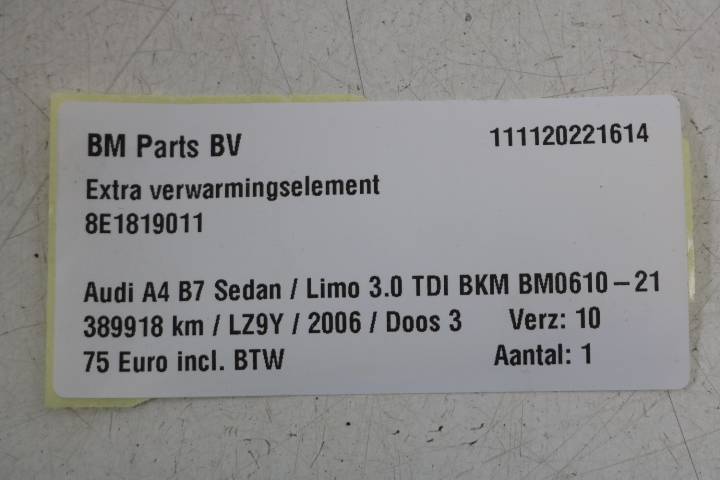 BM Parts BV 111120221614
Extra verwarmingselement
8E1819011
Audi A4 B7 Sedan / Limo 3.0 TDI BKM BM0610-21
389918 km / LZ9Y / 2006 / Doos 3 Verz: 10
75 Euro incl. BTW Aantal: 1